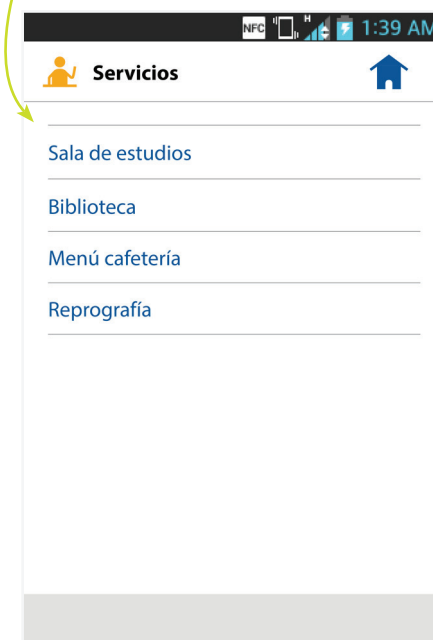 NFC H 1:39 AM
Servicios
Sala de estudios
Biblioteca
Menú cafetería
Reprografía